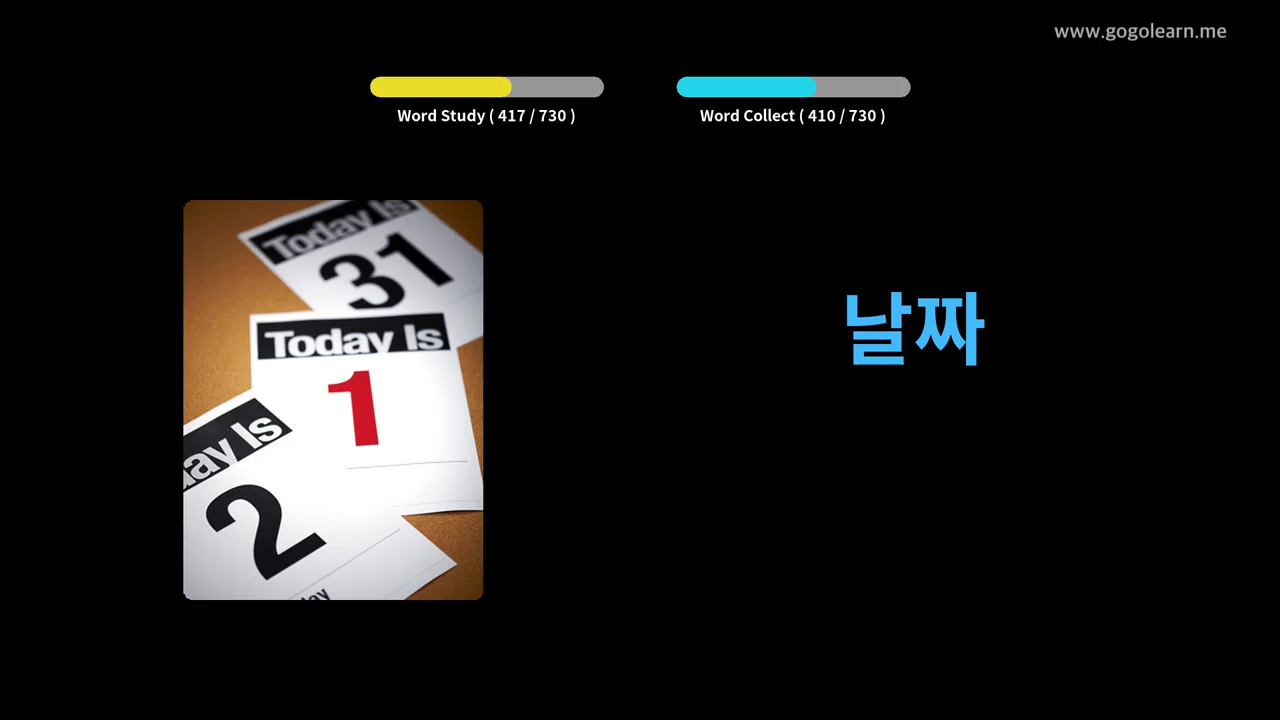 www.gogolearn.me
Word Study ( 417 / 730 )
Word Collect ( 410 / 730 )
Today Is
31
Today Is
1
ay Is
2
날짜